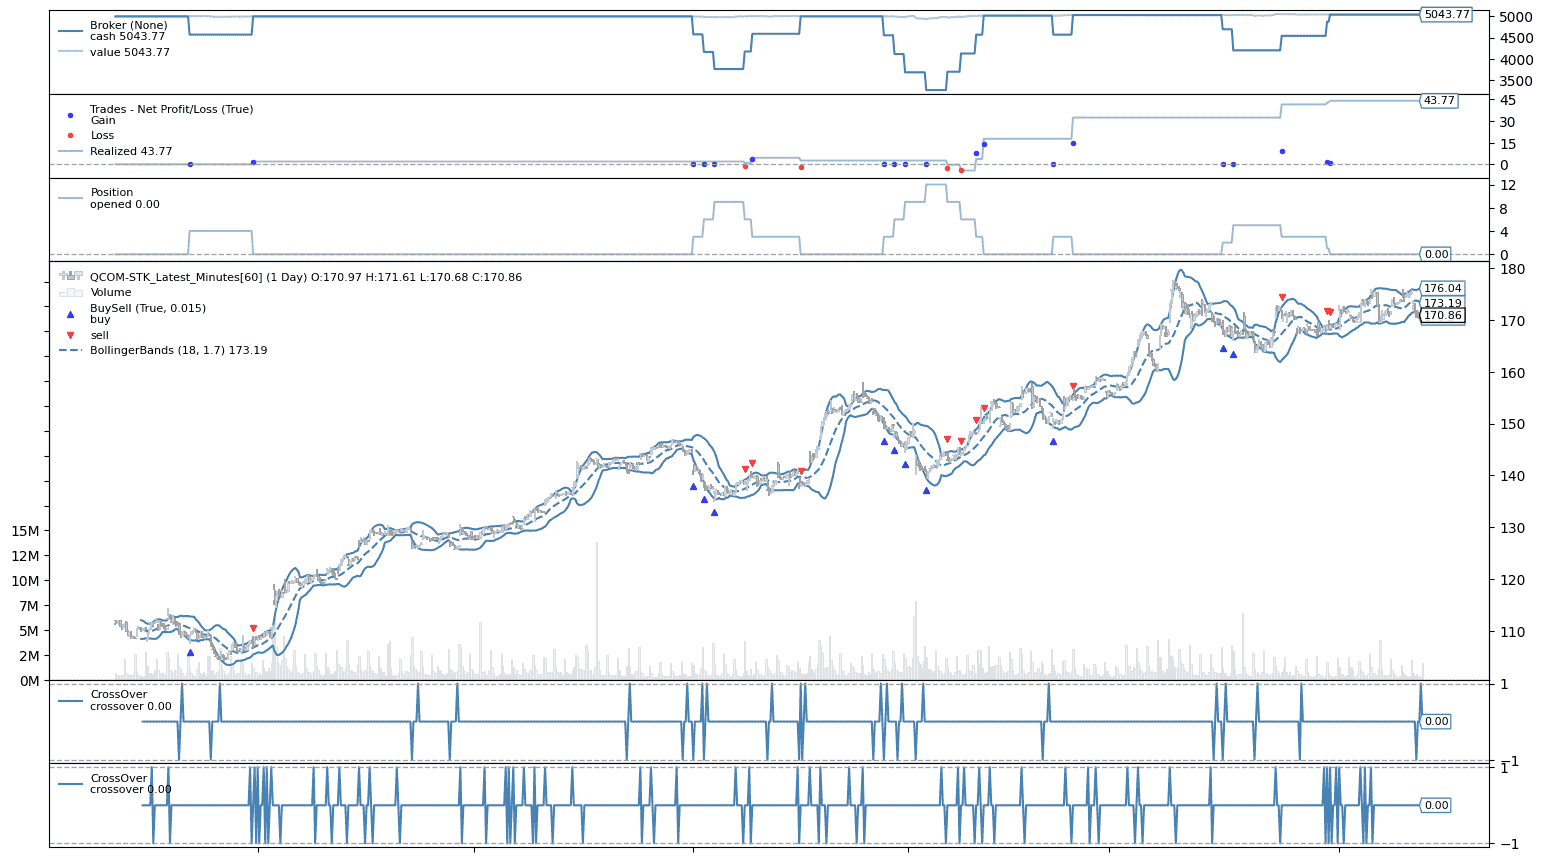 Broker (None)
cash 5043.77
value 5043.77
5043.77
5000
4500
4000
3500
Trades - Net Profit/Loss (True)
Gain
Loss
Realized 43.77
43.77
45
30
15
0
Position
opened 0.00
0.00
12
8
4
0
QCOM-STK_Latest_Minutes[60] (1 Day) O:170.97 H:171.61 L:170.68 C:170.86
Volume
BuySell (True, 0.015)
buy
sell
BollingerBands (18, 1.7) 173.19
176.04
173.19
170.86
180
170
160
150
140
130
120
110
15M
12M
10M
7M
5M
2M
0M
CrossOver
crossover 0.00
0.00
1
−1
CrossOver
crossover 0.00
0.00
1
−1